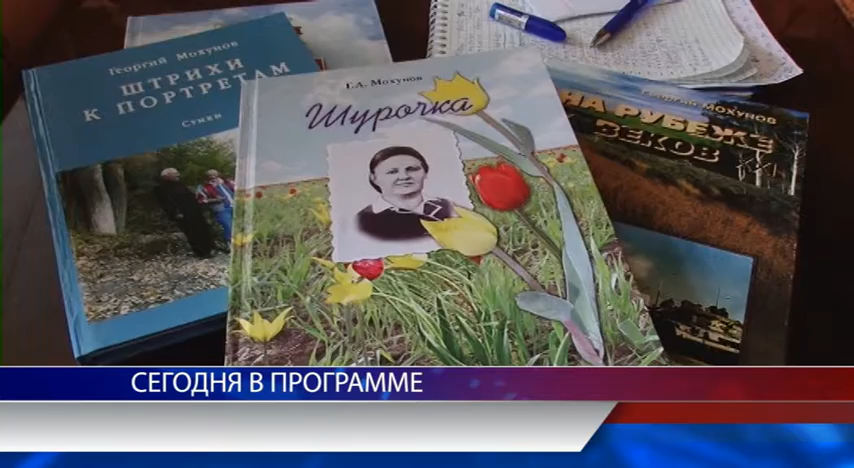 Георгий Мохунов
ШТРИХИ
К ПОРТРЕТАМ
Стихи
Г.А. Мохунов
Шурочка
Георгий Мохунов
НА РУБЕЖЕ
ВЕКОВ
СЕГОДНЯ В ПРОГРАММЕ